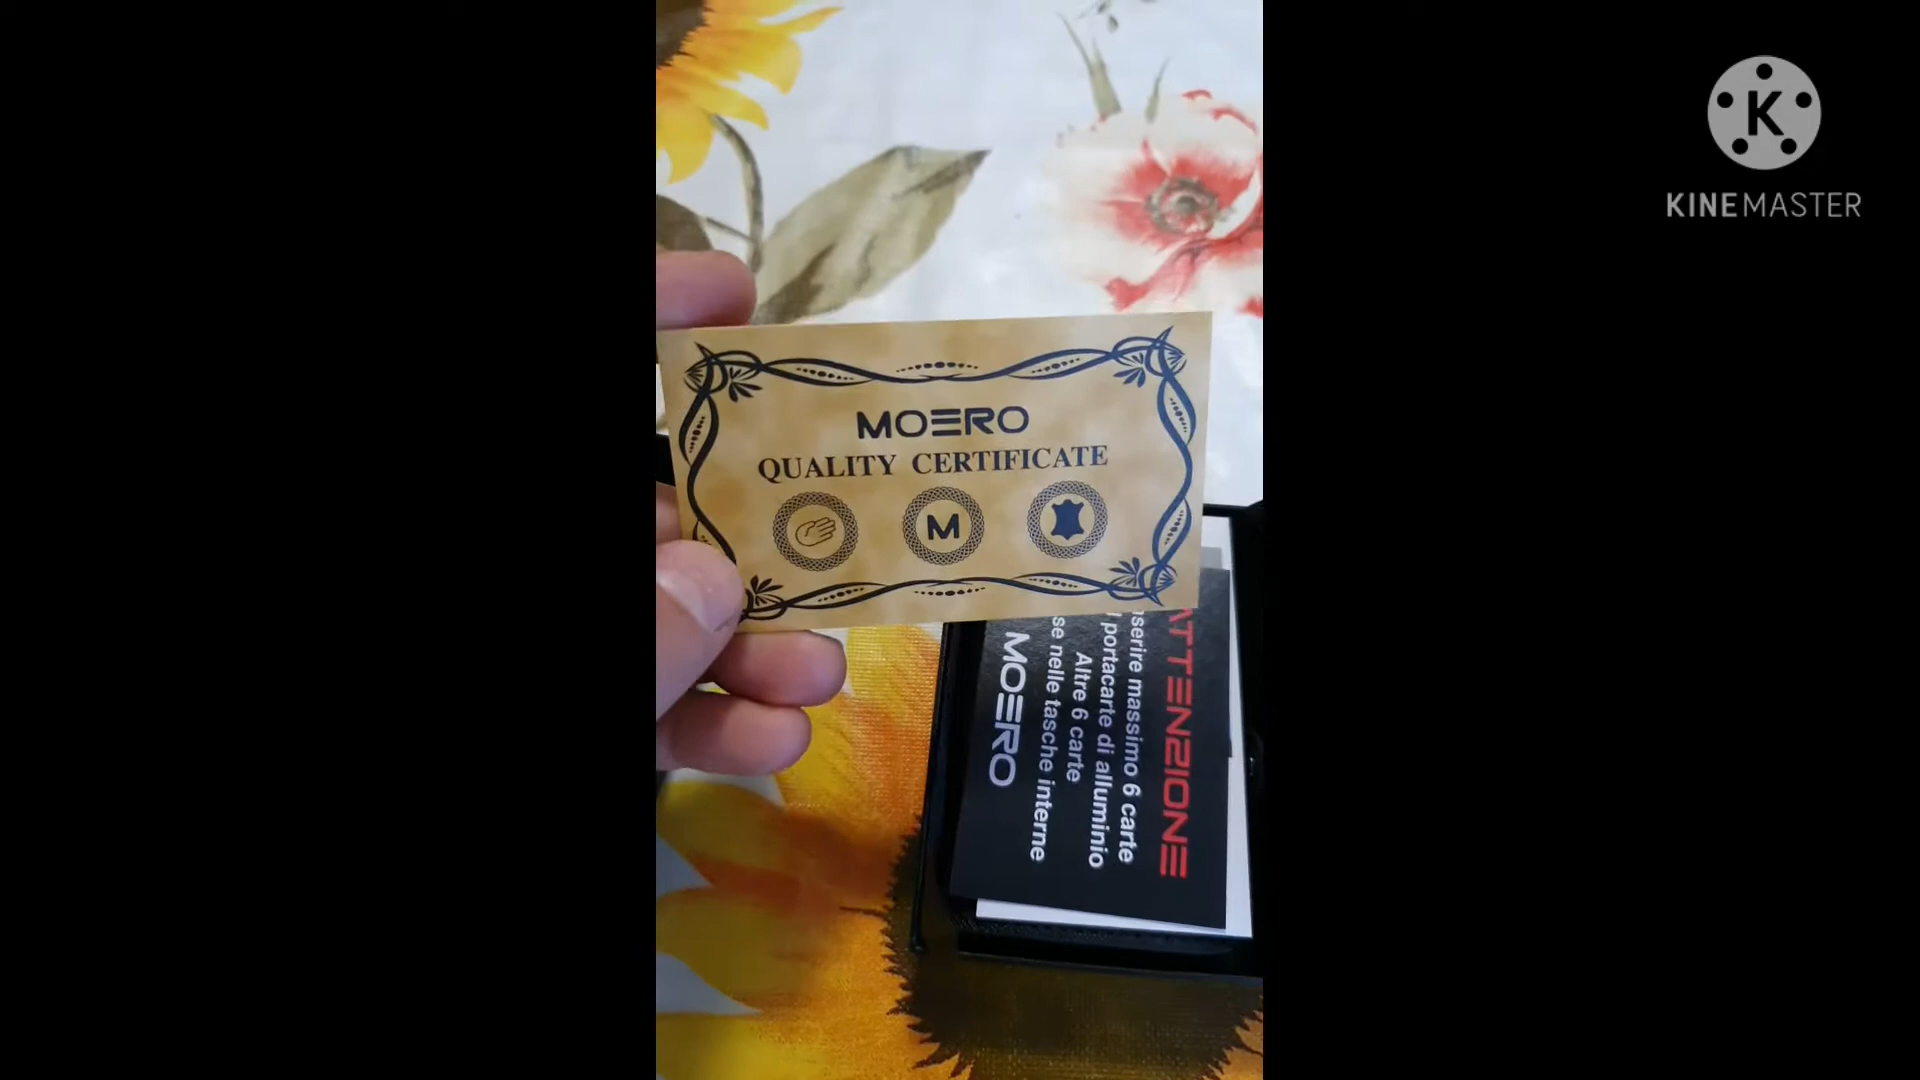 K
KINEMASTER
MOERO
QUALITY CERTIFICATE
M
ATTENZIONE
nserire massimo 6 carte
portacarte di alluminio
Altre 6 carte
se nelle tasche interne
MOERO